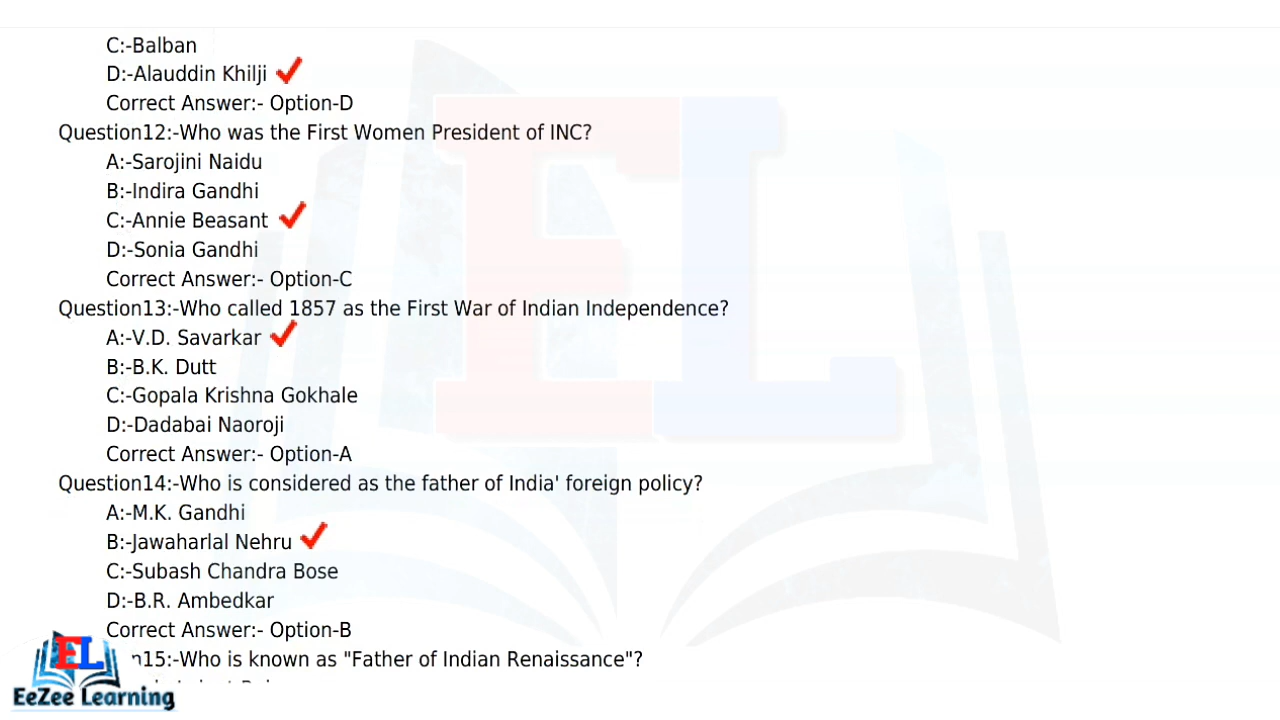 C:-Balban
D:-Alauddin Khilji
Correct Answer:- Option-D
Question12:-Who was the First Women President of INC?
A:-Sarojini Naidu
B:-Indira Gandhi
C:-Annie Beasant
D:-Sonia Gandhi
Correct Answer:- Option-C
Question13:-Who called 1857 as the First War of Indian Independence?
A:-V.D. Savarkar
B:-B.K. Dutt
C:-Gopala Krishna Gokhale
D:-Dadabai Naoroji
Correct Answer:- Option-A
Question14:-Who is considered as the father of India' foreign policy?
A:-M.K. Gandhi
B:-Jawaharlal Nehru
C:-Subash Chandra Bose
D:-B.R. Ambedkar
Correct Answer:- Option-B
n15:-Who is known as "Father of Indian Renaissance"?
EL
EeZee Learning
EL